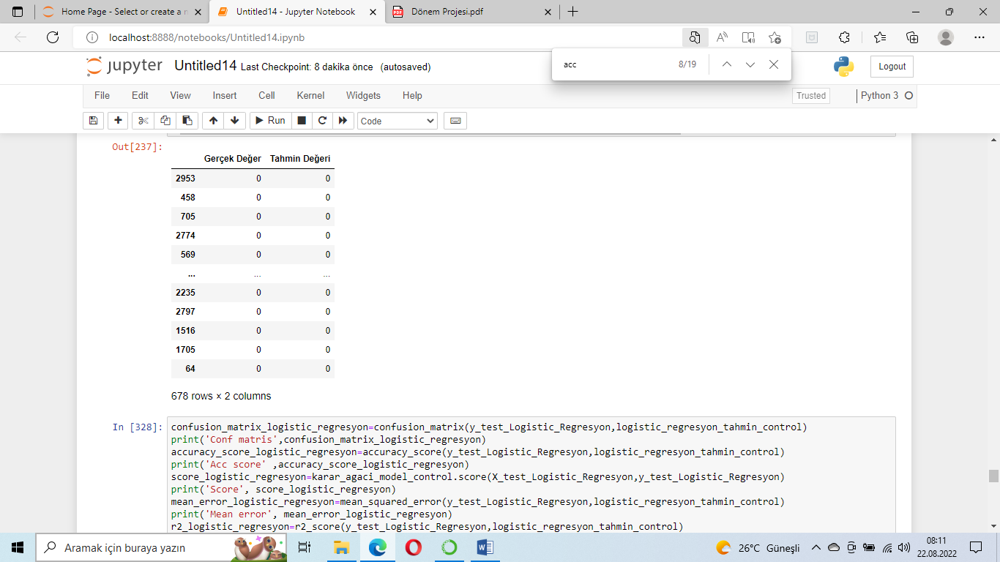 Home Page - Select or create a n
Untitled14 - Jupyter Notebook
PDF
Dönem Projesi.pdf
localhost:8888/notebooks/Untitled14.ipynb
acc
8/19
jupyter Untitled14 Last Checkpoint: 8 dakika önce (autosaved)
Logout
File Edit View Insert Cell Kernel Widgets Help
Trusted
Python 3
Run
Code
Out[237]:
Gerçek Değer Tahmin Değeri
2953 0 0
458 0 0
705 0 0
2774 0 0
569 0 0
... ... ...
2235 0 0
2797 0 0
1516 0 0
1705 0 0
64 0 0
678 rows × 2 columns
In [328]:
confusion_matrix_logistic_regresyon=confusion_matrix(y_test_Logistic_Regresyon,logistic_regresyon_tahmin_control)
print('Conf matris',confusion_matrix_logistic_regresyon)
accuracy_score_logistic_regresyon=accuracy_score(y_test_Logistic_Regresyon,logistic_regresyon_tahmin_control)
print('Acc score' ,accuracy_score_logistic_regresyon)
score_logistic_regresyon=karar_agaci_model_control.score(X_test_Logistic_Regresyon,y_test_Logistic_Regresyon)
print('Score', score_logistic_regresyon)
mean_error_logistic_regresyon=mean_squared_error(y_test_Logistic_Regresyon,logistic_regresyon_tahmin_control)
print('Mean error', mean_error_logistic_regresyon)
r2_logistic_regresyon=r2_score(y_test_Logistic_Regresyon,logistic_regresyon_tahmin_control)
Aramak için buraya yazın
26°C Güneşli
08:11
22.08.2022